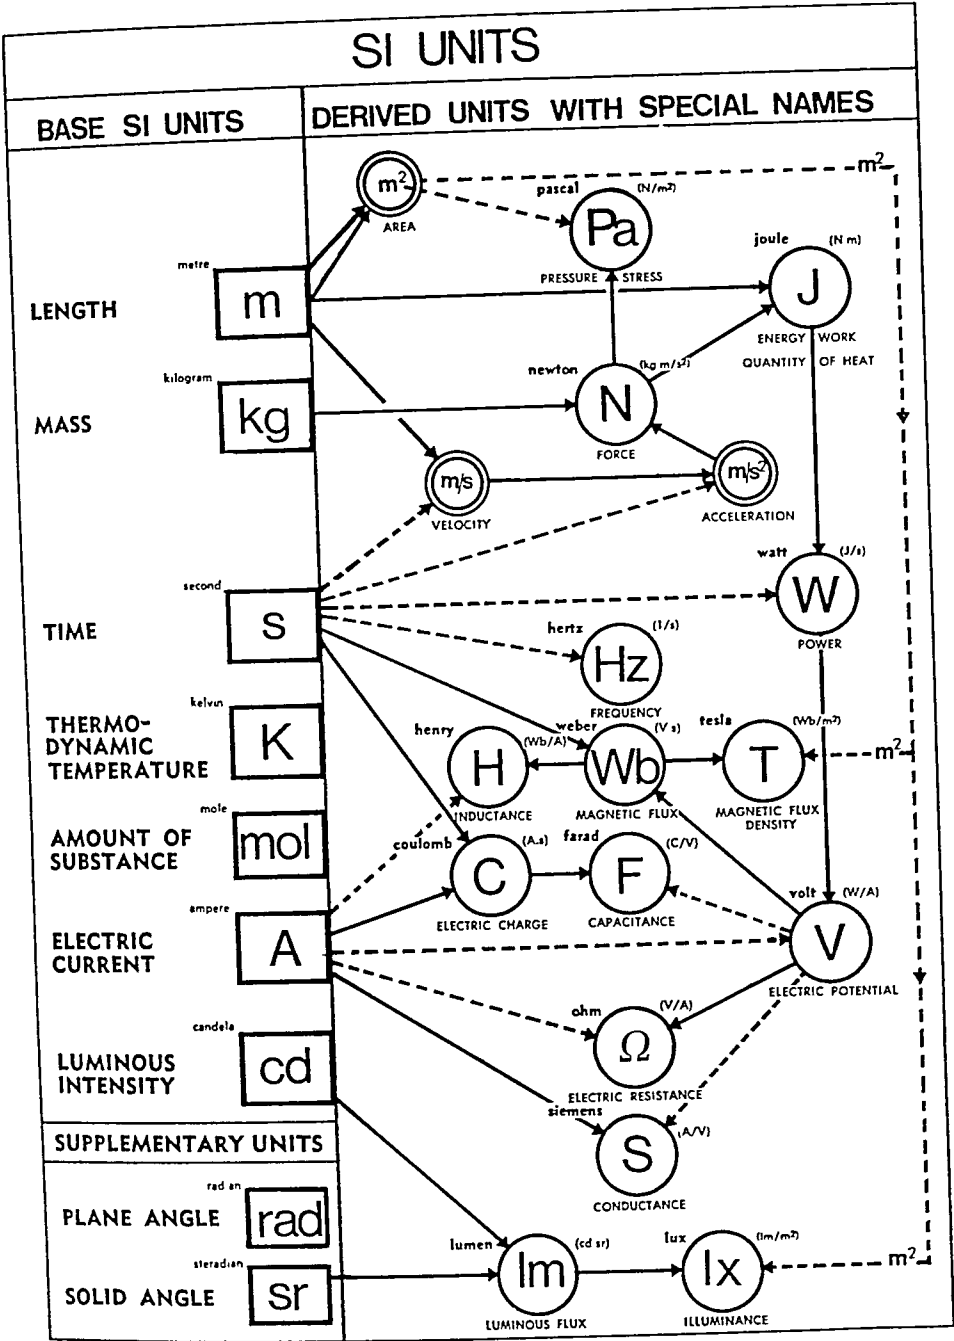 SI UNITS
BASE SI UNITS
DERIVED UNITS WITH SPECIAL NAMES
m²
AREA
m²
pascal
(N/m²)
Pa
PRESSURE STRESS
joule
(N m)
J
ENERGY WORK
QUANTITY OF HEAT
metre
m
LENGTH
kilogram
kg
MASS
newton
(kg m/s²)
N
FORCE
m/s
VELOCITY
m/s²
ACCELERATION
second
s
TIME
watt
(J/s)
W
POWER
hertz
(1/s)
Hz
FREQUENCY
kelvin
K
THERMO-
DYNAMIC
TEMPERATURE
henry
(Wb/A)
H
INDUCTANCE
weber
(V s)
Wb
MAGNETIC FLUX
tesla
(Wb/m²)
T
MAGNETIC FLUX
DENSITY
m²
mole
mol
AMOUNT OF
SUBSTANCE
coulomb
(A.s)
C
ELECTRIC CHARGE
farad
(C/V)
F
CAPACITANCE
volt
(W/A)
V
ELECTRIC POTENTIAL
ampere
A
ELECTRIC
CURRENT
ohm
(V/A)
Ω
ELECTRIC RESISTANCE
candela
cd
LUMINOUS
INTENSITY
siemens
(A/V)
S
CONDUCTANCE
SUPPLEMENTARY UNITS
rad an
rad
PLANE ANGLE
steradian
sr
SOLID ANGLE
lumen
(cd sr)
lm
LUMINOUS FLUX
lux
(lm/m²)
lx
ILLUMINANCE
m²